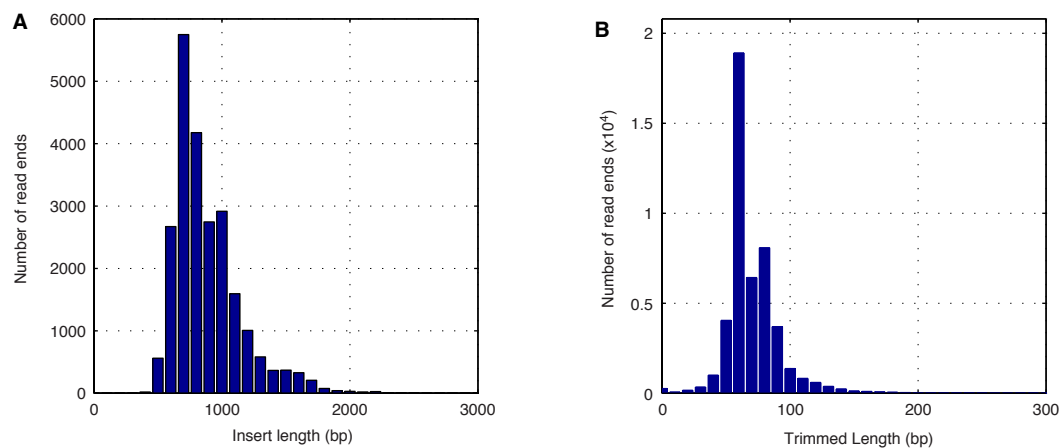 A
6000
5000
4000
3000
2000
1000
0
Number of read ends
0 1000 2000 3000
Insert length (bp)
B
2
1.5
1
0.5
0
Number of read ends (x10⁴)
0 100 200 300
Trimmed Length (bp)